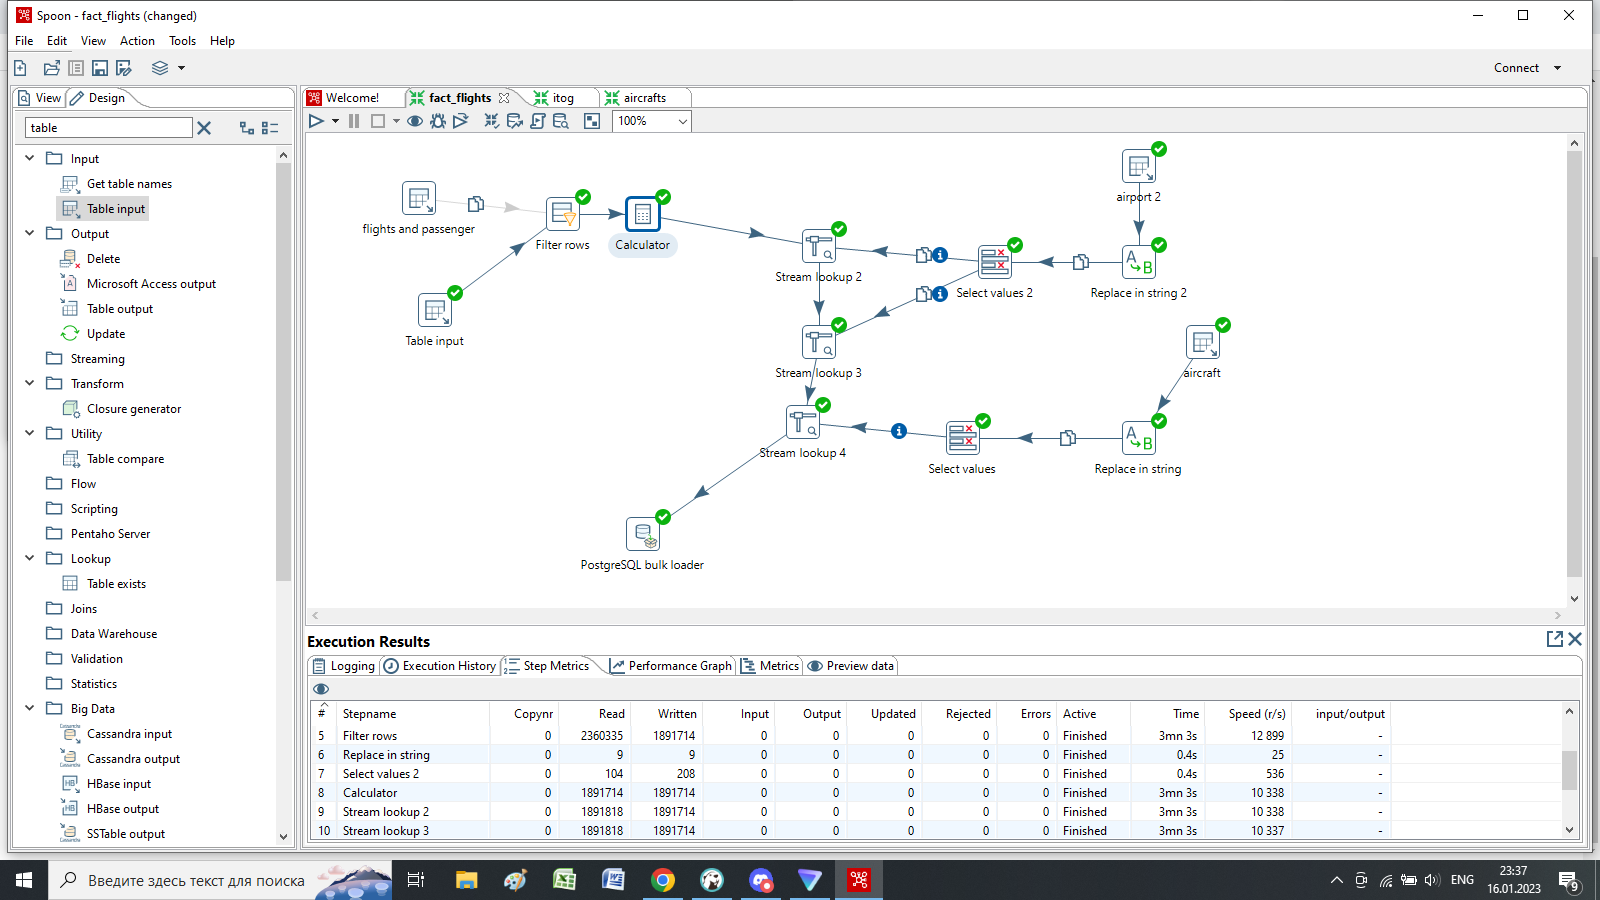 Spoon - fact_flights (changed)
File Edit View Action Tools Help
Connect
View Design
table
Input
Get table names
Table input
Output
Delete
Microsoft Access output
Table output
Update
Streaming
Transform
Closure generator
Utility
Table compare
Flow
Scripting
Pentaho Server
Lookup
Table exists
Joins
Data Warehouse
Validation
Statistics
Big Data
Cassandra input
Cassandra output
HBase input
HBase output
SSTable output
Welcome! fact_flights itog aircrafts
100%
flights and passenger
Filter rows
Calculator
Table input
Stream lookup 2
Stream lookup 3
Stream lookup 4
Select values 2
airport 2
Replace in string 2
aircraft
Select values
Replace in string
PostgreSQL bulk loader
Execution Results
Logging Execution History Step Metrics Performance Graph Metrics Preview data
# Stepname Copynr Read Written Input Output Updated Rejected Errors Active Time Speed (r/s) input/output
5 Filter rows 0 2360335 1891714 0 0 0 0 0 Finished 3mn 3s 12 899 -
6 Replace in string 0 9 9 0 0 0 0 0 Finished 0.4s 25 -
7 Select values 2 0 104 208 0 0 0 0 0 Finished 0.4s 536 -
8 Calculator 0 1891714 1891714 0 0 0 0 0 Finished 3mn 3s 10 338 -
9 Stream lookup 2 0 1891818 1891714 0 0 0 0 0 Finished 3mn 3s 10 338 -
10 Stream lookup 3 0 1891818 1891714 0 0 0 0 0 Finished 3mn 3s 10 337 -
Введите здесь текст для поиска
ENG
23:37
16.01.2023
9